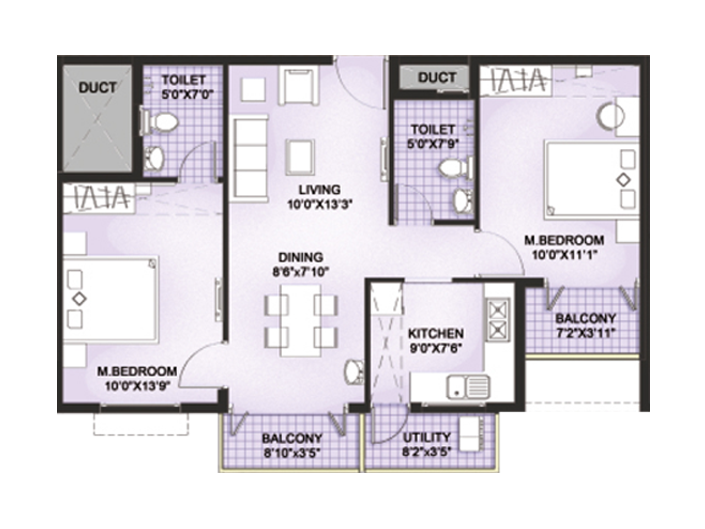 DUCT
TOILET
5'0"X7'0"
DUCT
TOILET
5'0"X7'9"
LIVING
10'0"X13'3"
M.BEDROOM
10'0"X11'1"
DINING
8'6"x7'10"
BALCONY
7'2"X3'11"
KITCHEN
9'0"X7'6"
M.BEDROOM
10'0"X13'9"
BALCONY
8'10"x3'5"
UTILITY
8'2"x3'5"